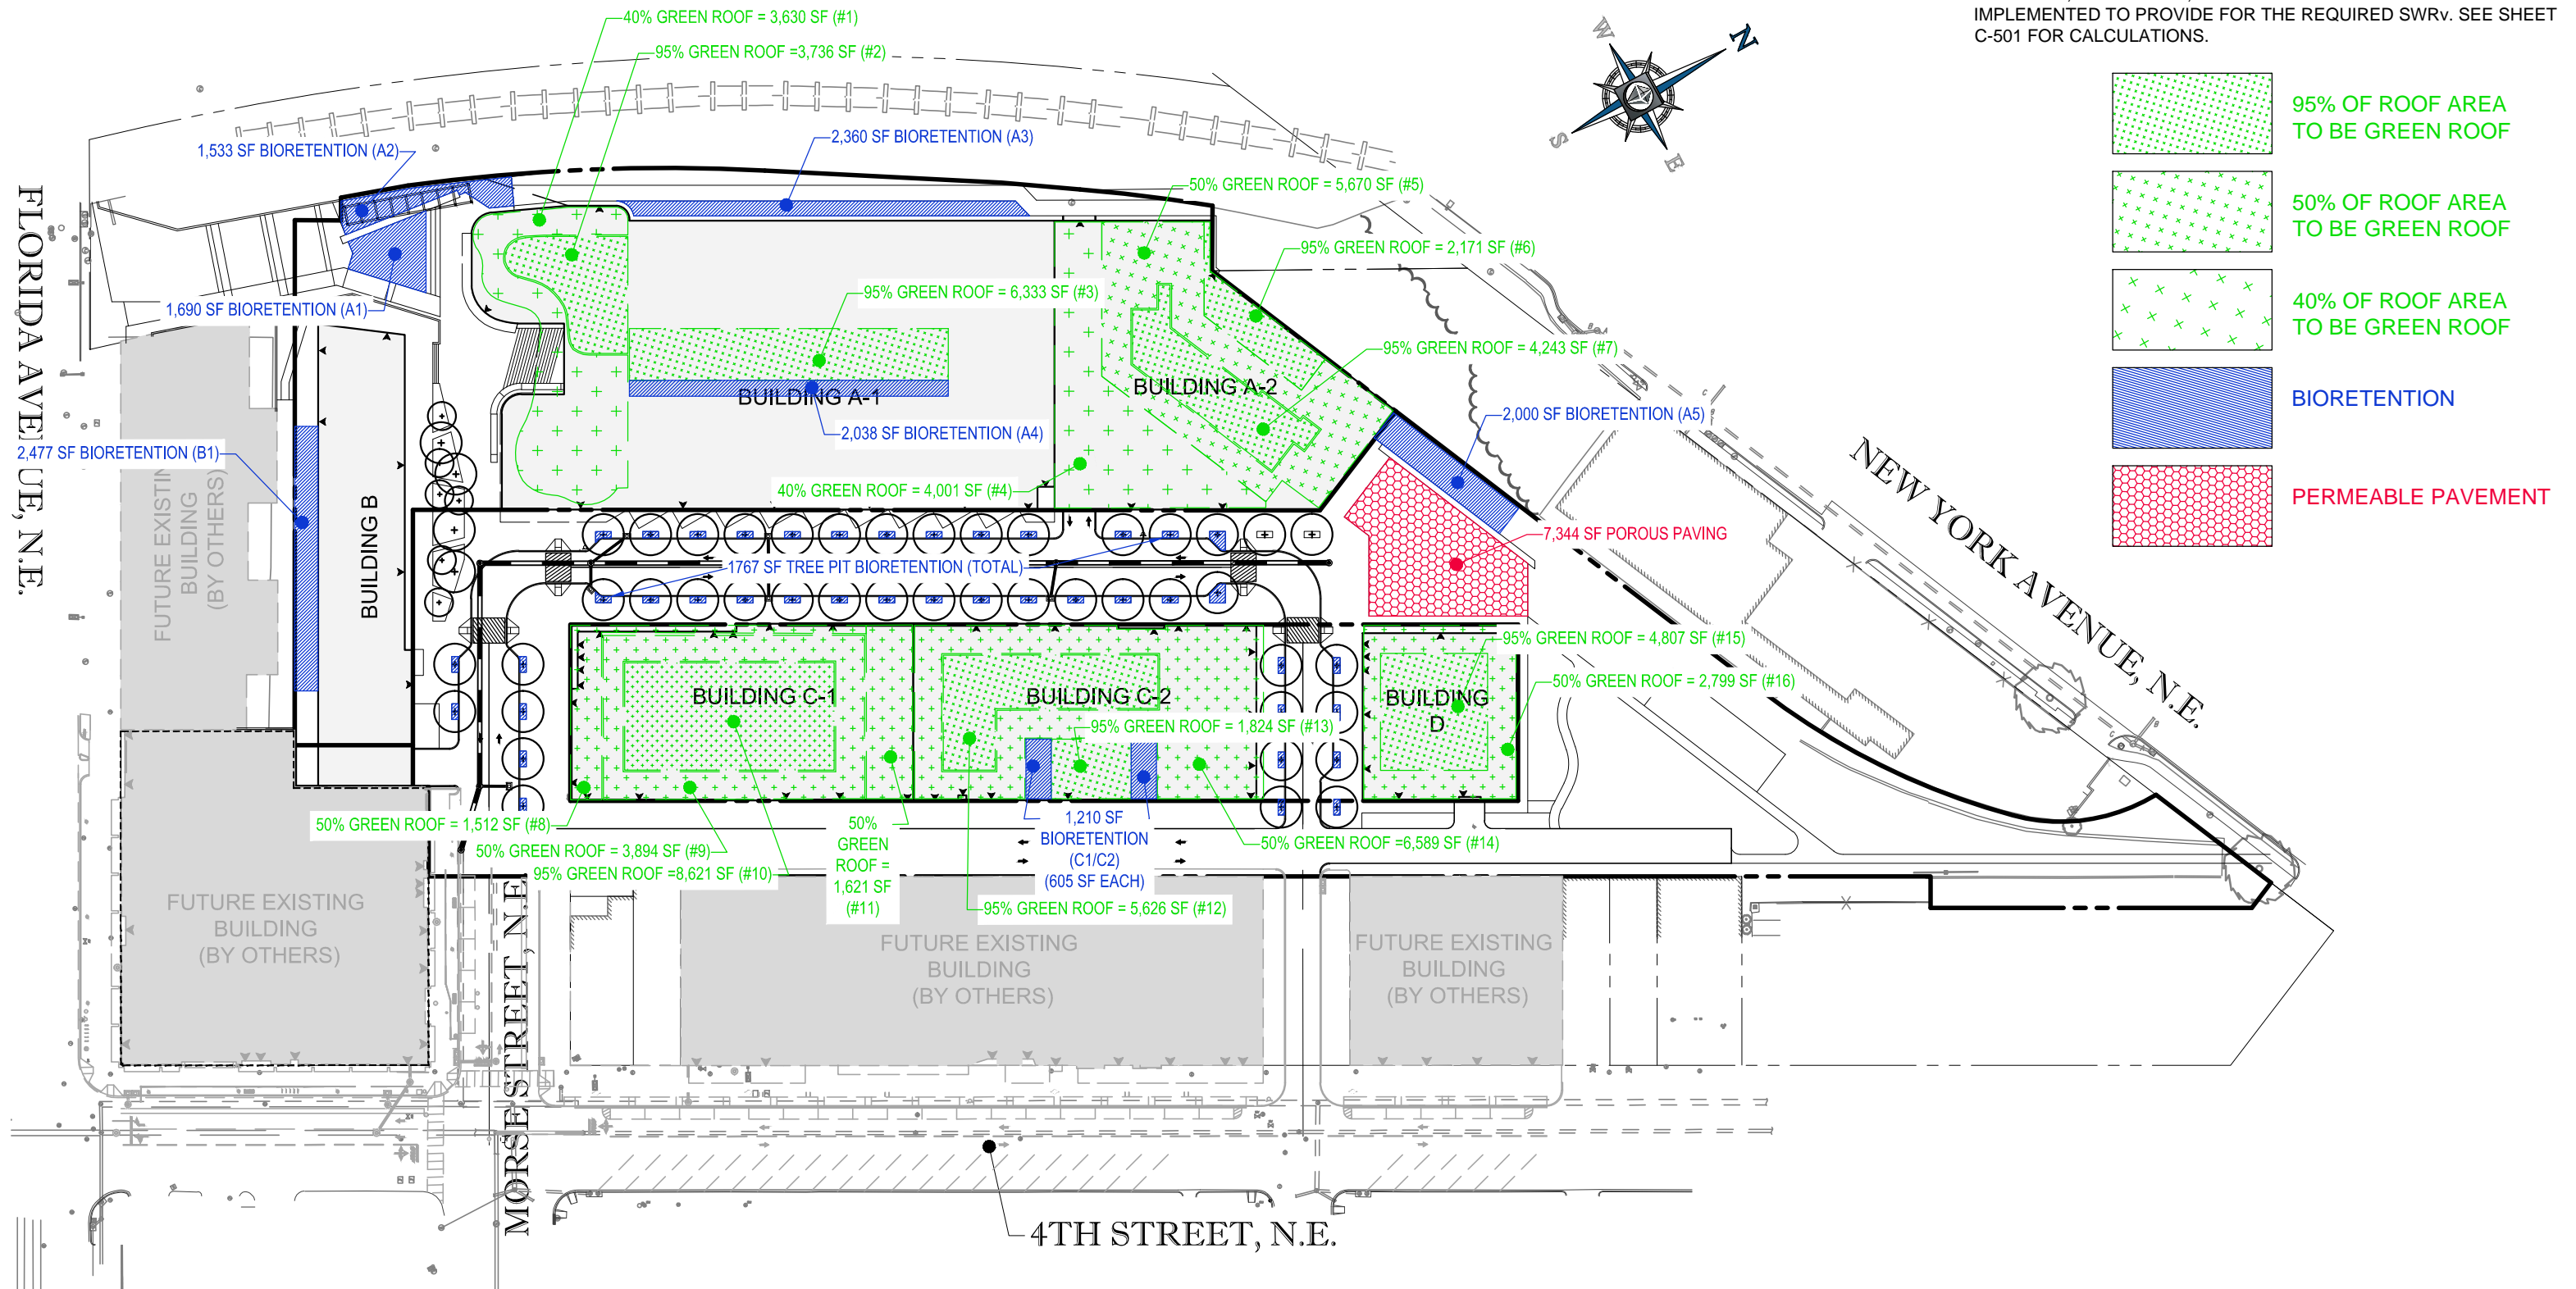 IMPLEMENTED TO PROVIDE FOR THE REQUIRED SWRv. SEE SHEET
C-501 FOR CALCULATIONS.
95% OF ROOF AREA
TO BE GREEN ROOF
50% OF ROOF AREA
TO BE GREEN ROOF
40% OF ROOF AREA
TO BE GREEN ROOF
BIORETENTION
PERMEABLE PAVEMENT
W
N
S
E
40% GREEN ROOF = 3,630 SF (#1)
95% GREEN ROOF =3,736 SF (#2)
1,533 SF BIORETENTION (A2)
2,360 SF BIORETENTION (A3)
50% GREEN ROOF = 5,670 SF (#5)
95% GREEN ROOF = 2,171 SF (#6)
95% GREEN ROOF = 6,333 SF (#3)
1,690 SF BIORETENTION (A1)
95% GREEN ROOF = 4,243 SF (#7)
BUILDING A-1
BUILDING A-2
2,000 SF BIORETENTION (A5)
2,038 SF BIORETENTION (A4)
2,477 SF BIORETENTION (B1)
40% GREEN ROOF = 4,001 SF (#4)
FLORIDA AVENUE, N.E.
FUTURE EXISTIN
BUILDING
(BY OTHERS)
BUILDING B
7,344 SF POROUS PAVING
1767 SF TREE PIT BIORETENTION (TOTAL)
NEW YORK AVENUE, N.E.
95% GREEN ROOF = 4,807 SF (#15)
50% GREEN ROOF = 2,799 SF (#16)
BUILDING C-1
BUILDING C-2
BUILDING
D
95% GREEN ROOF = 1,824 SF (#13)
50% GREEN ROOF = 1,512 SF (#8)
50% GREEN ROOF = 3,894 SF (#9)
95% GREEN ROOF =8,621 SF (#10)
50%
GREEN
ROOF =
1,621 SF
(#11)
1,210 SF
BIORETENTION
(C1/C2)
(605 SF EACH)
50% GREEN ROOF =6,589 SF (#14)
95% GREEN ROOF = 5,626 SF (#12)
FUTURE EXISTING
BUILDING
(BY OTHERS)
FUTURE EXISTING
BUILDING
(BY OTHERS)
FUTURE EXISTING
BUILDING
(BY OTHERS)
MORSE STREET, N.E.
4TH STREET, N.E.